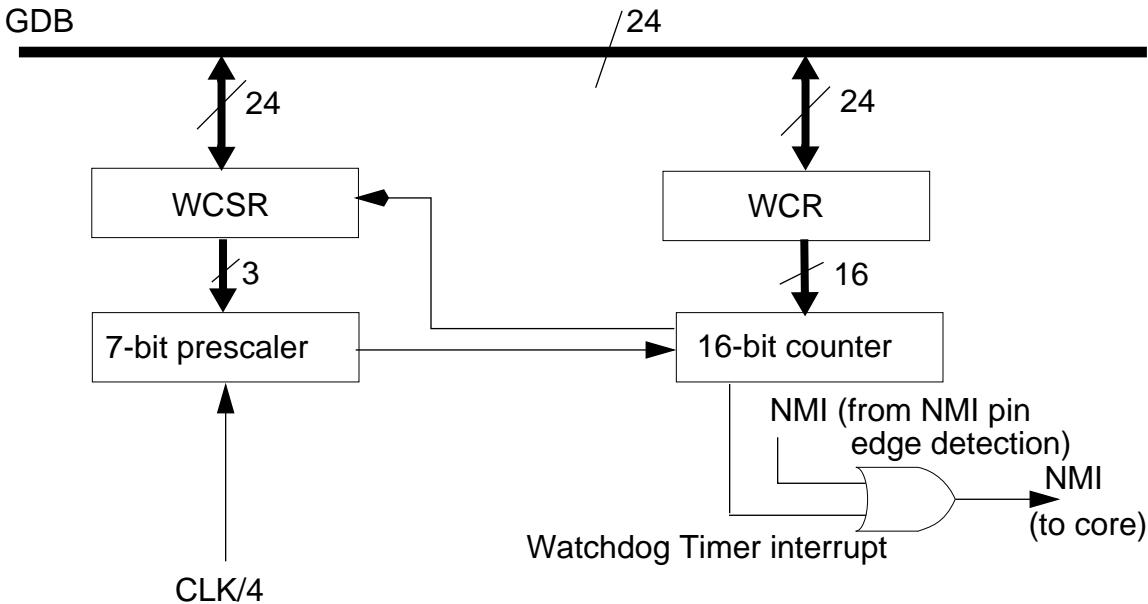 GDB
24
24
24
WCSR
WCR
3
16
7-bit prescaler
16-bit counter
NMI (from NMI pin
edge detection)
NMI
(to core)
Watchdog Timer interrupt
CLK/4